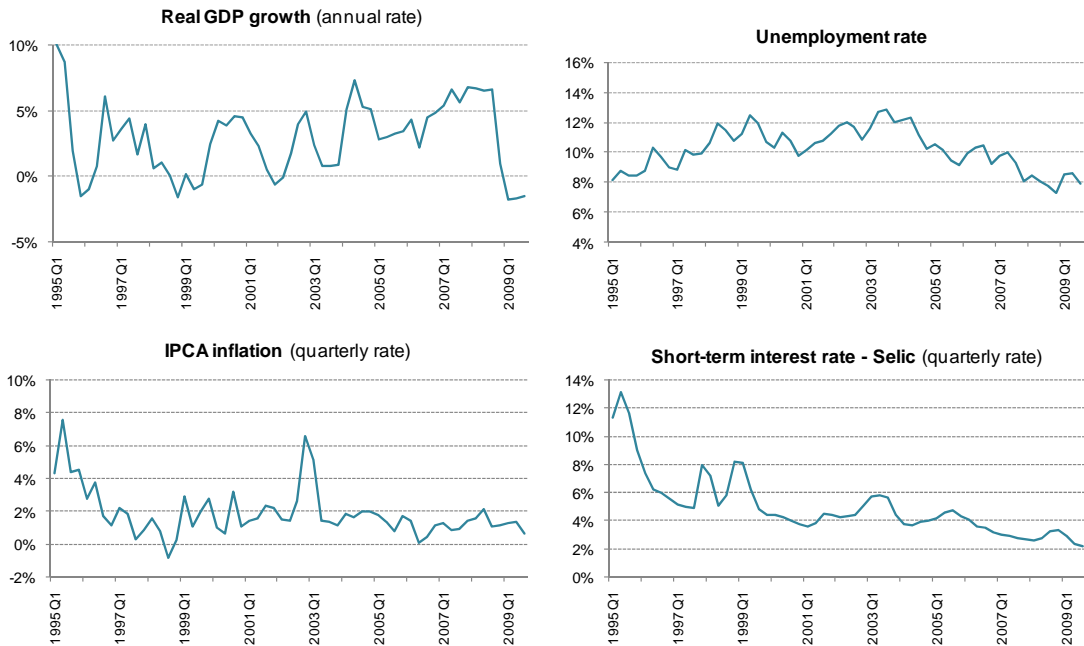 Real GDP growth (annual rate)
10%
5%
0%
-5%
1995 Q1
1997 Q1
1999 Q1
2001 Q1
2003 Q1
2005 Q1
2007 Q1
2009 Q1
Unemployment rate
16%
14%
12%
10%
8%
6%
4%
1995 Q1
1997 Q1
1999 Q1
2001 Q1
2003 Q1
2005 Q1
2007 Q1
2009 Q1
IPCA inflation (quarterly rate)
10%
8%
6%
4%
2%
0%
-2%
1995 Q1
1997 Q1
1999 Q1
2001 Q1
2003 Q1
2005 Q1
2007 Q1
2009 Q1
Short-term interest rate - Selic (quarterly rate)
14%
12%
10%
8%
6%
4%
2%
0%
1995 Q1
1997 Q1
1999 Q1
2001 Q1
2003 Q1
2005 Q1
2007 Q1
2009 Q1